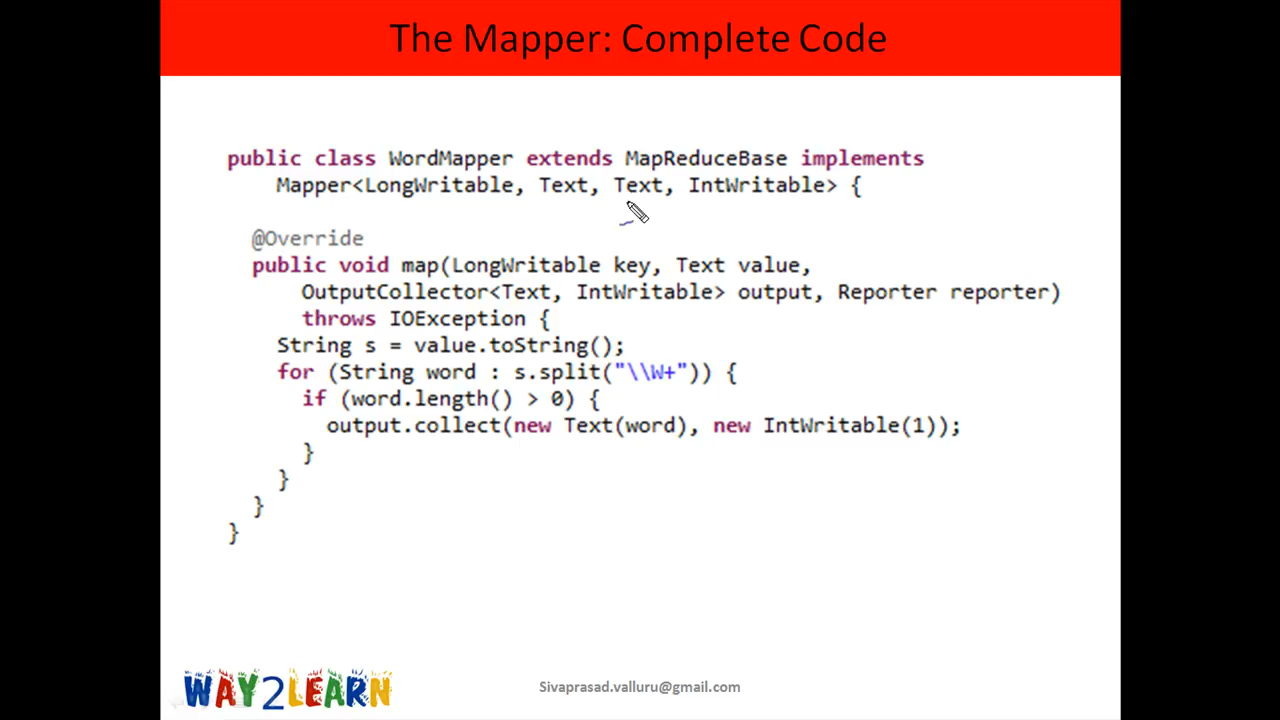 The Mapper: Complete Code
public class WordMapper extends MapReduceBase implements
Mapper<LongWritable, Text, Text, IntWritable> {
@Override
public void map(LongWritable key, Text value,
OutputCollector<Text, IntWritable> output, Reporter reporter)
throws IOException {
String s = value.toString();
for (String word : s.split("\\W+")) {
if (word.length() > 0) {
output.collect(new Text(word), new IntWritable(1));
}
}
}
}
WAY2LEARN
Sivaprasad.valluru@gmail.com